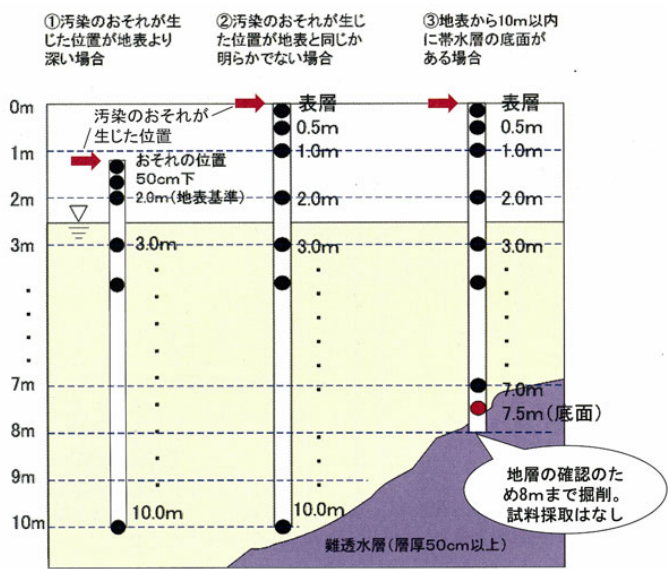 ①汚染のおそれが生
じた位置が地表より
深い場合
②汚染のおそれが生じ
た位置が地表と同じか
明らかでない場合
③地表から10m以内
に帯水層の底面が
ある場合
0m
1m
2m
3m
7m
8m
9m
10m
汚染のおそれが
生じた位置
おそれの位置
50cm下
2.0m(地表基準)
3.0m
10.0m
表層
0.5m
1.0m
2.0m
3.0m
10.0m
表層
0.5m
1.0m
2.0m
3.0m
7.0m
7.5m(底面)
地層の確認のた
め8mまで掘削。
試料採取はなし
難透水層(層厚50cm以上)